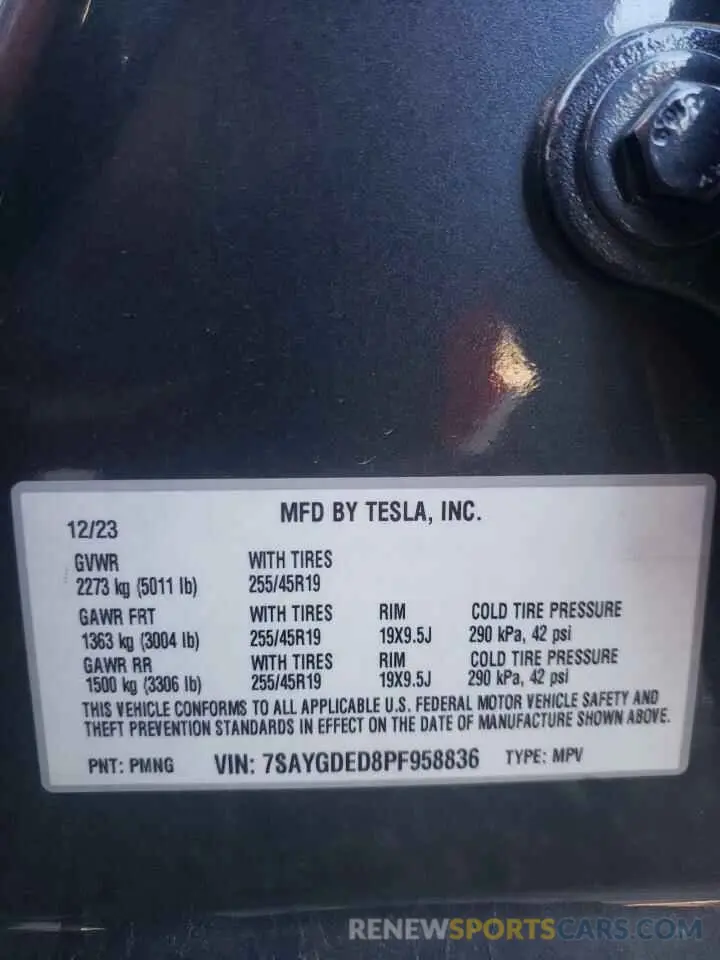 MFD BY TESLA, INC.
12/23
GVWR WITH TIRES
2273 kg (5011 lb) 255/45R19
GAWR FRT WITH TIRES RIM COLD TIRE PRESSURE
1363 kg (3004 lb) 255/45R19 19X9.5J 290 kPa, 42 psi
GAWR RR WITH TIRES RIM COLD TIRE PRESSURE
1500 kg (3306 lb) 255/45R19 19X9.5J 290 kPa, 42 psi
THIS VEHICLE CONFORMS TO ALL APPLICABLE U.S. FEDERAL MOTOR VEHICLE SAFETY AND
THEFT PREVENTION STANDARDS IN EFFECT ON THE DATE OF MANUFACTURE SHOWN ABOVE.
PNT: PMNG VIN: 7SAYGDED8PF958836 TYPE: MPV
RENEWSPORTSCARS.COM